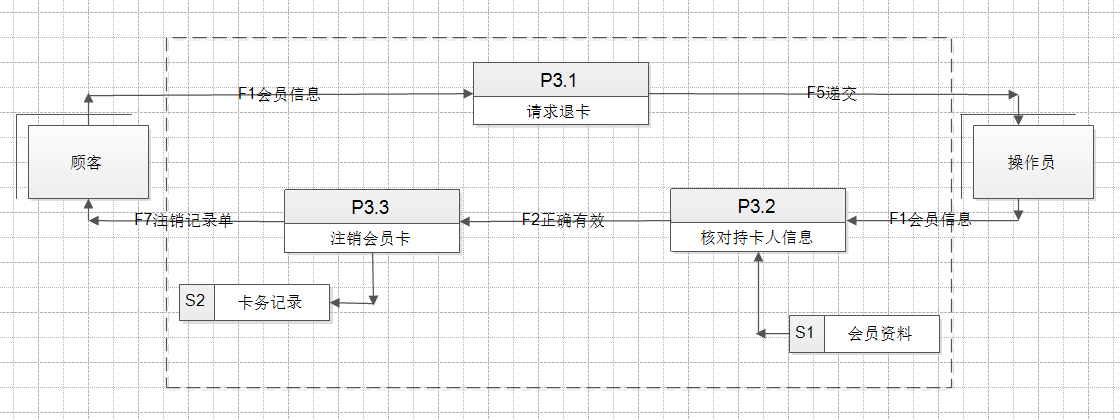 P3.1
F1会员信息
F5递交
请求退卡
顾客
操作员
P3.3
P3.2
F7注销记录单
F2正确有效
F1会员信息
注销会员卡
核对持卡人信息
S2
卡务记录
S1
会员资料